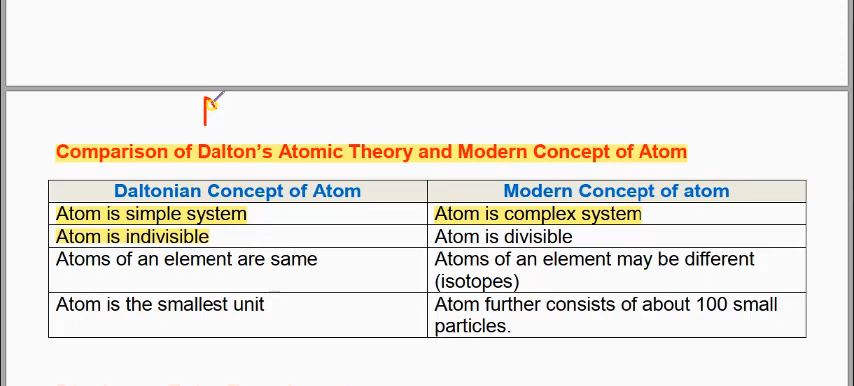 Comparison of Dalton's Atomic Theory and Modern Concept of Atom
Daltonian Concept of Atom
Modern Concept of atom
Atom is simple system
Atom is complex system
Atom is indivisible
Atom is divisible
Atoms of an element are same
Atoms of an element may be different
(isotopes)
Atom is the smallest unit
Atom further consists of about 100 small
particles.